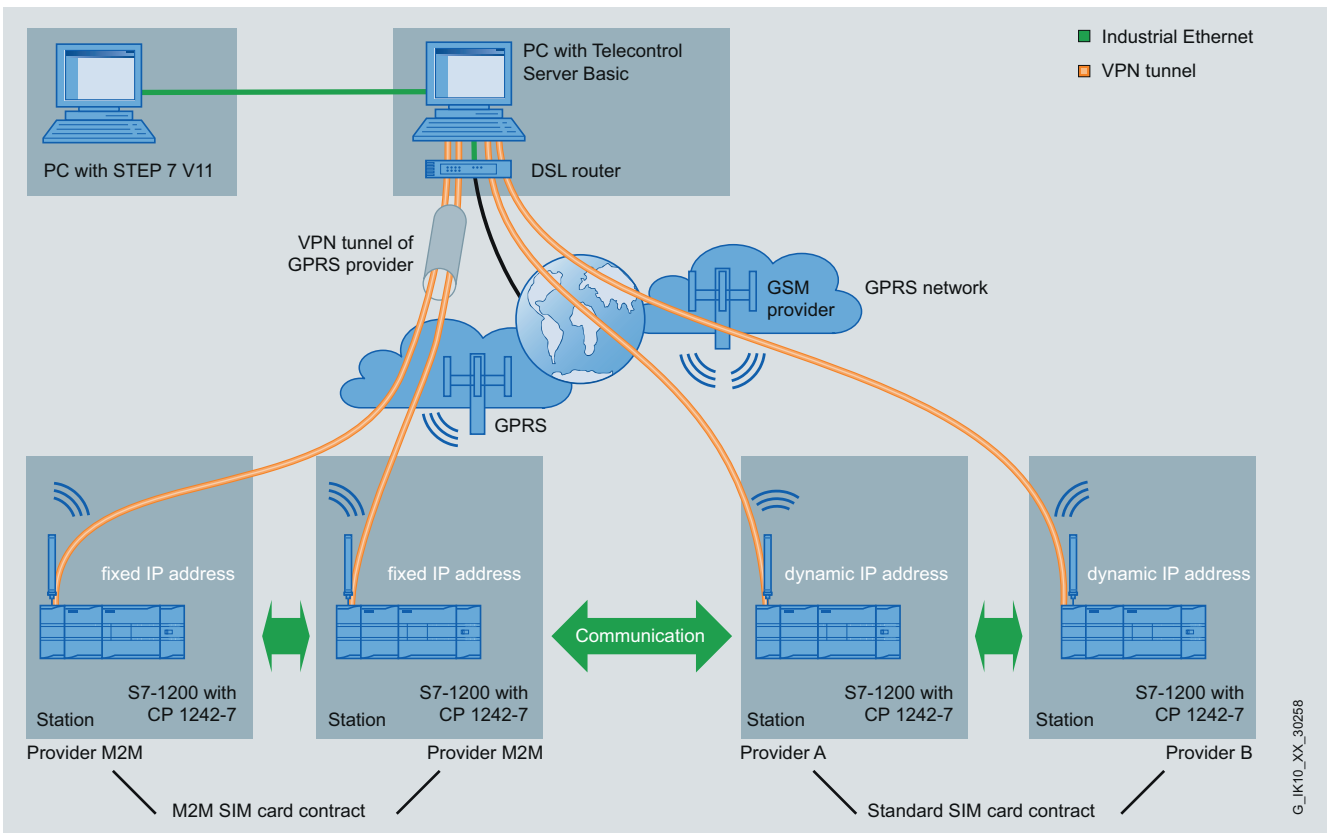 Industrial Ethernet
VPN tunnel
PC with Telecontrol
Server Basic
PC with STEP 7 V11
DSL router
VPN tunnel of
GPRS provider
GSM
provider
GPRS network
GPRS
fixed IP address
fixed IP address
dynamic IP address
dynamic IP address
Communication
S7-1200 with
CP 1242-7
Station
S7-1200 with
CP 1242-7
Station
S7-1200 with
CP 1242-7
Station
S7-1200 with
CP 1242-7
Station
Provider M2M
Provider M2M
Provider A
Provider B
M2M SIM card contract
Standard SIM card contract
G_IK10_XX_30258